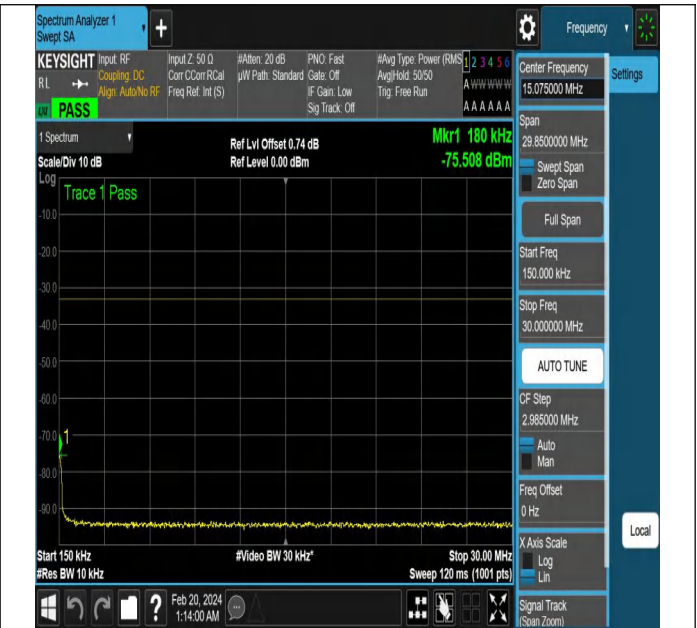 Spectrum Analyzer 1
Swept SA
+
Frequency
KEYSIGHT
RL
LXI
PASS
Input: RF
Coupling: DC
Align: Auto/No RF
Input Z: 50 Ω
Corr CCorr RCal
Freq Ref: Int (S)
#Atten: 20 dB
µW Path: Standard
PNO: Fast
Gate: Off
IF Gain: Low
Sig Track: Off
#Avg Type: Power (RMS
Avg|Hold: 50/50
Trig: Free Run
1 2 3 4 5 6
A W W W W W
A A A A A A
1 Spectrum
Scale/Div 10 dB
Log
Ref Lvl Offset 0.74 dB
Ref Level 0.00 dBm
Mkr1 180 kHz
-75.508 dBm
Trace 1 Pass
-10.0
-20.0
-30.0
-40.0
-50.0
-60.0
-70.0
1
-80.0
-90.0
Start 150 kHz
#Res BW 10 kHz
#Video BW 30 kHz*
Stop 30.00 MHz
Sweep 120 ms (1001 pts)
?
Feb 20, 2024
1:14:00 AM
Center Frequency
15.075000 MHz
Settings
Span
29.8500000 MHz
Swept Span
Zero Span
Full Span
Start Freq
150.000 kHz
Stop Freq
30.000000 MHz
AUTO TUNE
CF Step
2.985000 MHz
Auto
Man
Freq Offset
0 Hz
X Axis Scale
Log
Lin
Local
Signal Track
(Span Zoom)